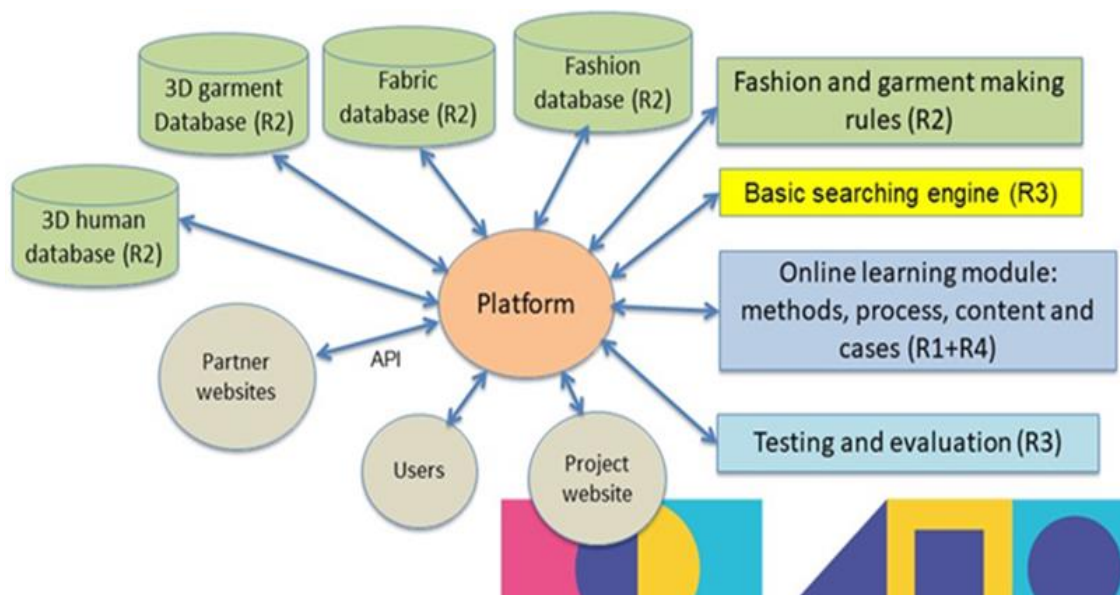 3D garment
Database (R2)
Fabric
database (R2)
Fashion
database (R2)
Fashion and garment making
rules (R2)
3D human
database (R2)
Basic searching engine (R3)
Platform
Online learning module:
methods, process, content and
cases (R1+R4)
Partner
websites
API
Users
Project
website
Testing and evaluation (R3)